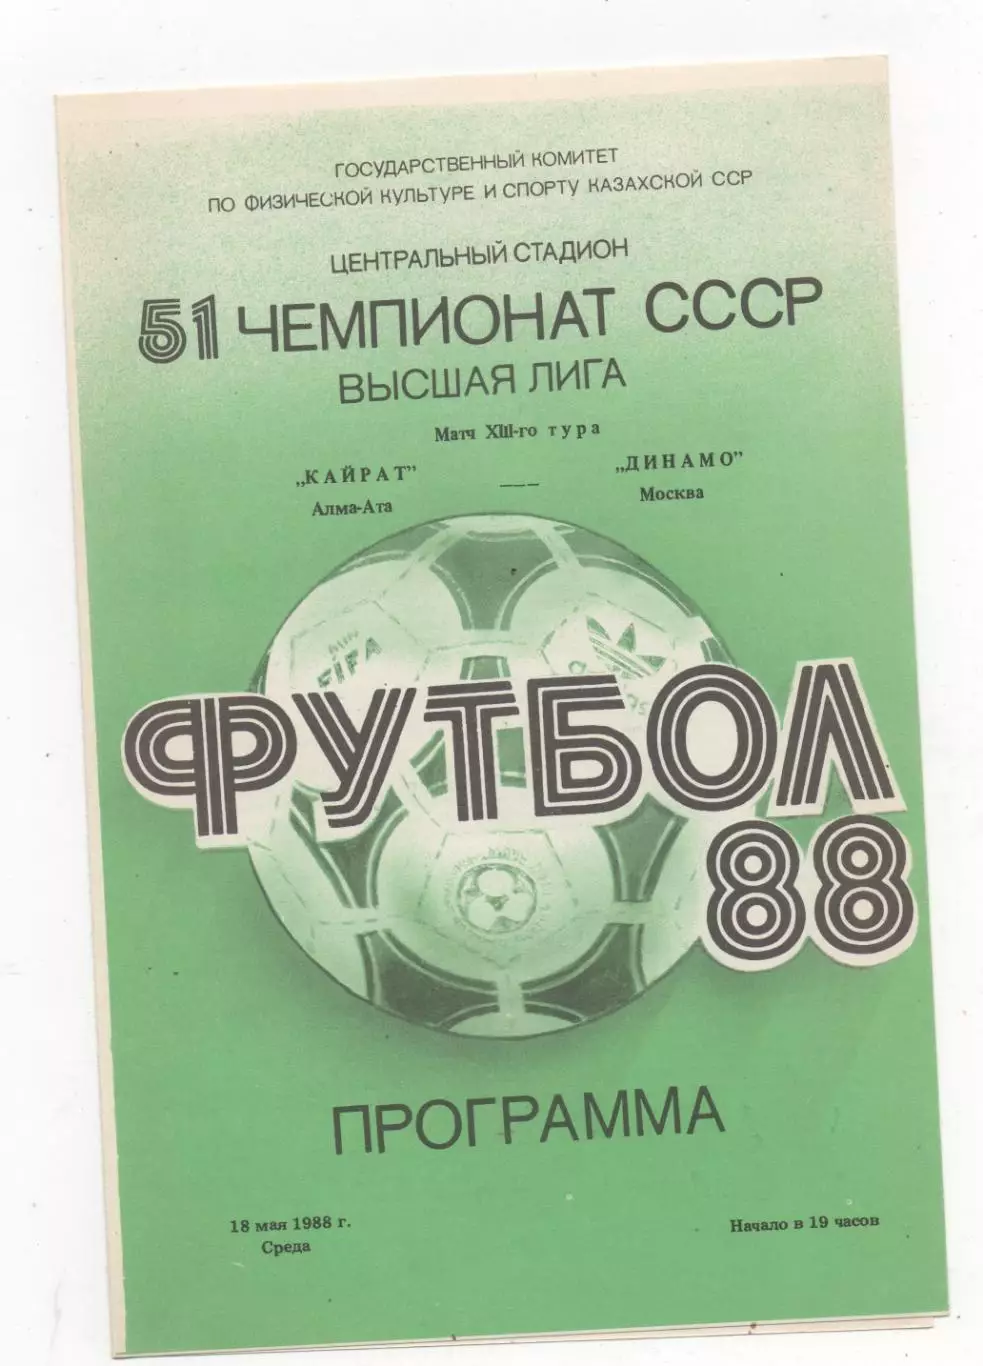 ГОСУДАРСТВЕННЫЙ КОМИТЕТ
ПО ФИЗИЧЕСКОЙ КУЛЬТУРЕ И СПОРТУ КАЗАХСКОЙ ССР
ЦЕНТРАЛЬНЫЙ СТАДИОН
51 ЧЕМПИОНАТ СССР
ВЫСШАЯ ЛИГА
Матч XIII-го тура
„КАЙРАТ” — „ДИНАМО”
Алма-Ата Москва
FIFA
ФУТБОЛ
88
ПРОГРАММА
18 мая 1988 г. Начало в 19 часов
Среда